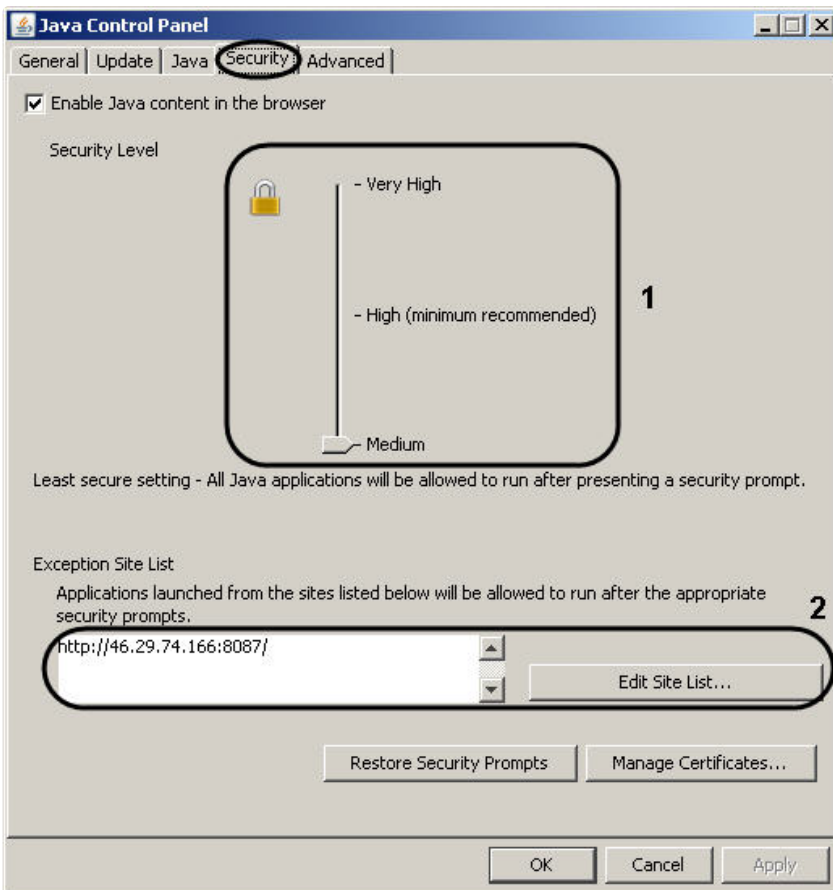 Java Control Panel
General Update Java Security Advanced
Enable Java content in the browser
Security Level
- Very High
- High (minimum recommended)
1
- Medium
Least secure setting - All Java applications will be allowed to run after presenting a security prompt.
Exception Site List
Applications launched from the sites listed below will be allowed to run after the appropriate
security prompts.
2
http://46.29.74.166:8087/
Edit Site List...
Restore Security Prompts Manage Certificates...
OK Cancel Apply